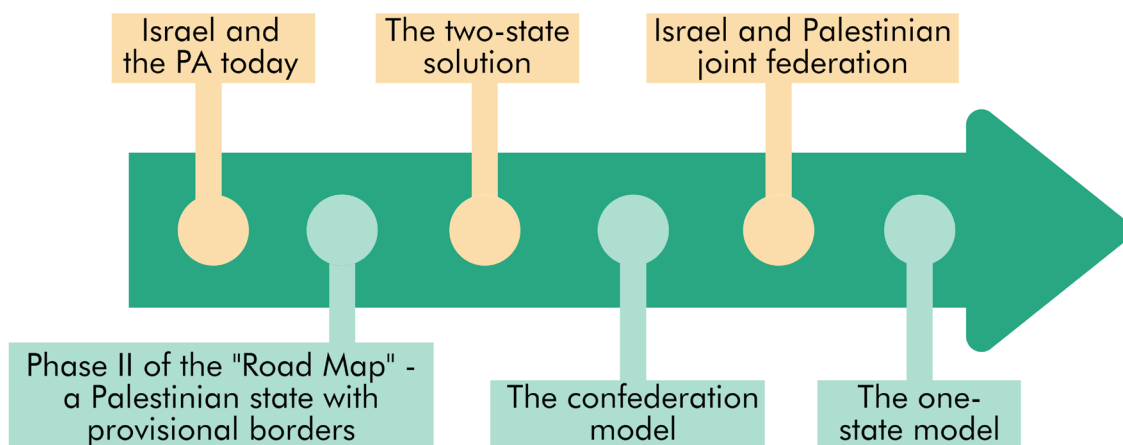 Israel and
the PA today
The two-state
solution
Israel and Palestinian
joint federation
Phase II of the "Road Map" -
a Palestinian state with
provisional borders
The confederation
model
The one-
state model